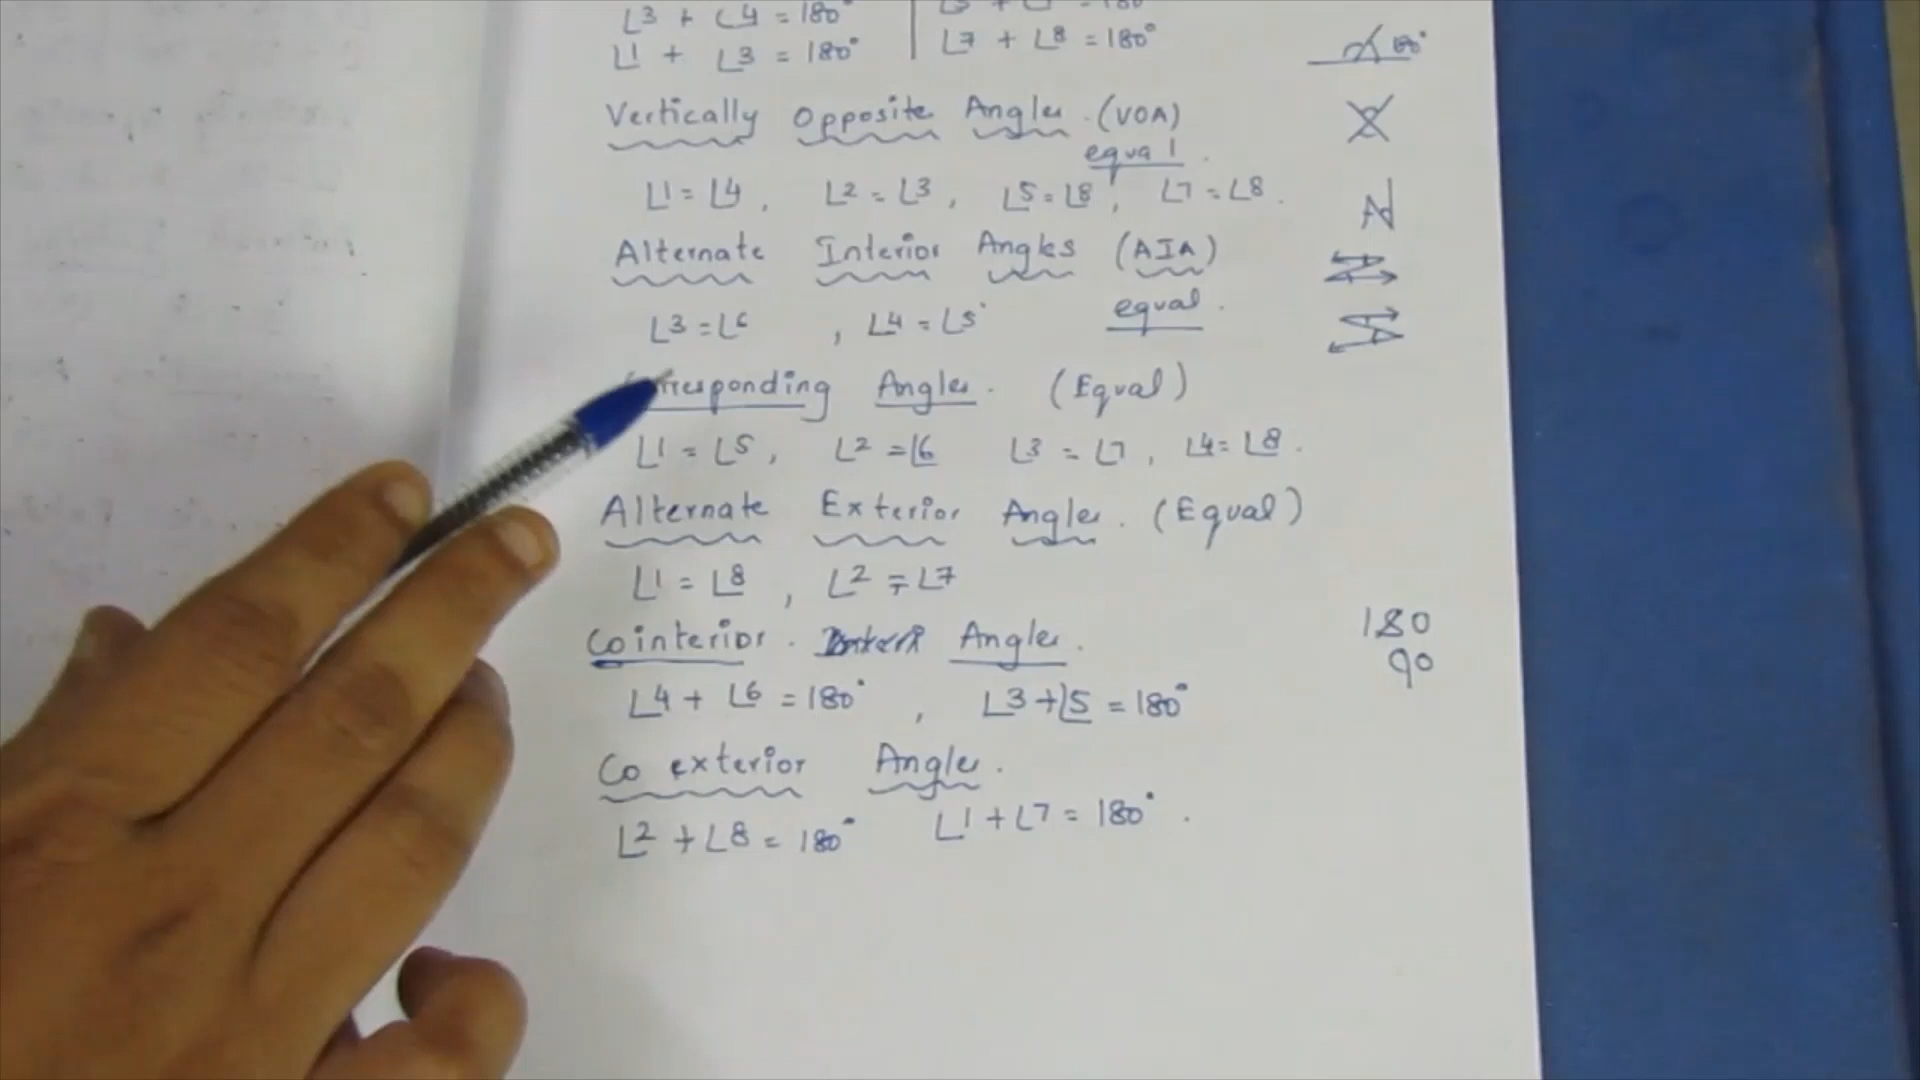 ∠3 + ∠4 = 180°
∠1 + ∠3 = 180°
∠7 + ∠8 = 180°
Vertically Opposite Angles. (VOA)
equal.
∠1 = ∠4, ∠2 = ∠3, ∠5 = ∠8, ∠7 = ∠8.
Alternate Interior Angles (AIA)
equal.
∠3 = ∠6, ∠4 = ∠5
Corresponding Angles. (Equal)
∠1 = ∠5, ∠2 = ∠6 ∠3 = ∠7, ∠4 = ∠8.
Alternate Exterior Angles. (Equal)
∠1 = ∠8, ∠2 = ∠7
Cointerior. Angles.
∠4 + ∠6 = 180°, ∠3 + ∠5 = 180°
Co exterior Angles.
∠2 + ∠8 = 180° ∠1 + ∠7 = 180°.
180
90